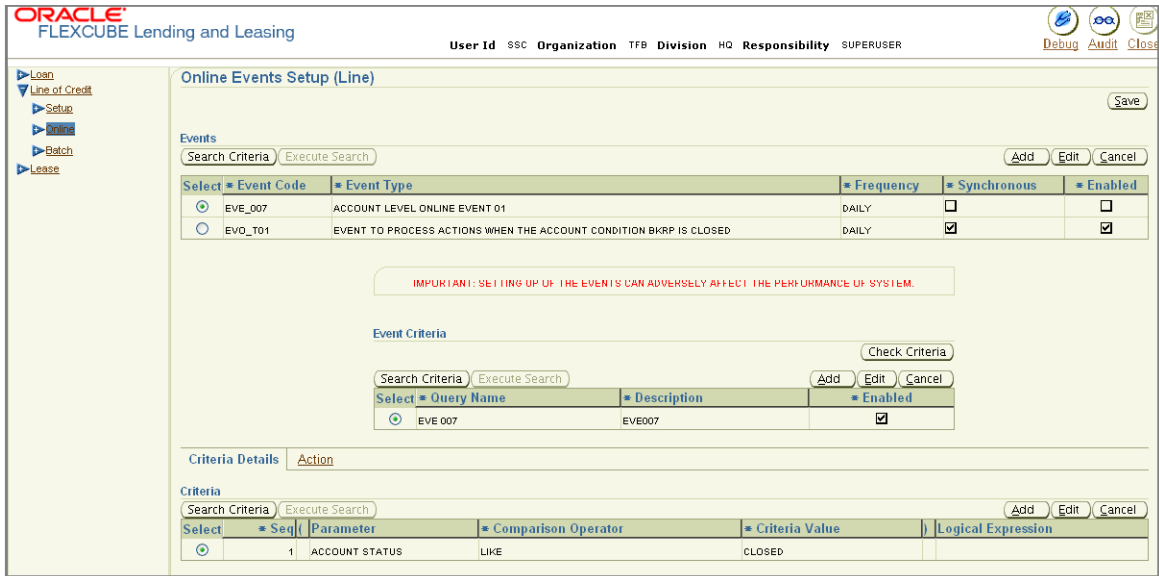 ORACLE'
FLEXCUBE Lending and Leasing
User Id SSC Organization TFB Division HQ Responsibility SUPERUSER
Debug Audit Close
Loan
Line of Credit
Setup
Online
Batch
Lease
Online Events Setup (Line)
Save
Events
Search Criteria Execute Search Add Edit Cancel
Select * Event Code * Event Type * Frequency * Synchronous * Enabled
EVE_007 ACCOUNT LEVEL ONLINE EVENT 01 DAILY
EVO_T01 EVENT TO PROCESS ACTIONS WHEN THE ACCOUNT CONDITION BKRP IS CLOSED DAILY
IMPORTANT: SETTING UP OF THE EVENTS CAN ADVERSELY AFFECT THE PERFORMANCE OF SYSTEM.
Event Criteria
Check Criteria
Search Criteria Execute Search Add Edit Cancel
Select * Query Name * Description * Enabled
EVE 007 EVE007
Criteria Details Action
Criteria
Search Criteria Execute Search Add Edit Cancel
Select * Seq ( Parameter * Comparison Operator * Criteria Value ) Logical Expression
1 ACCOUNT STATUS LIKE CLOSED